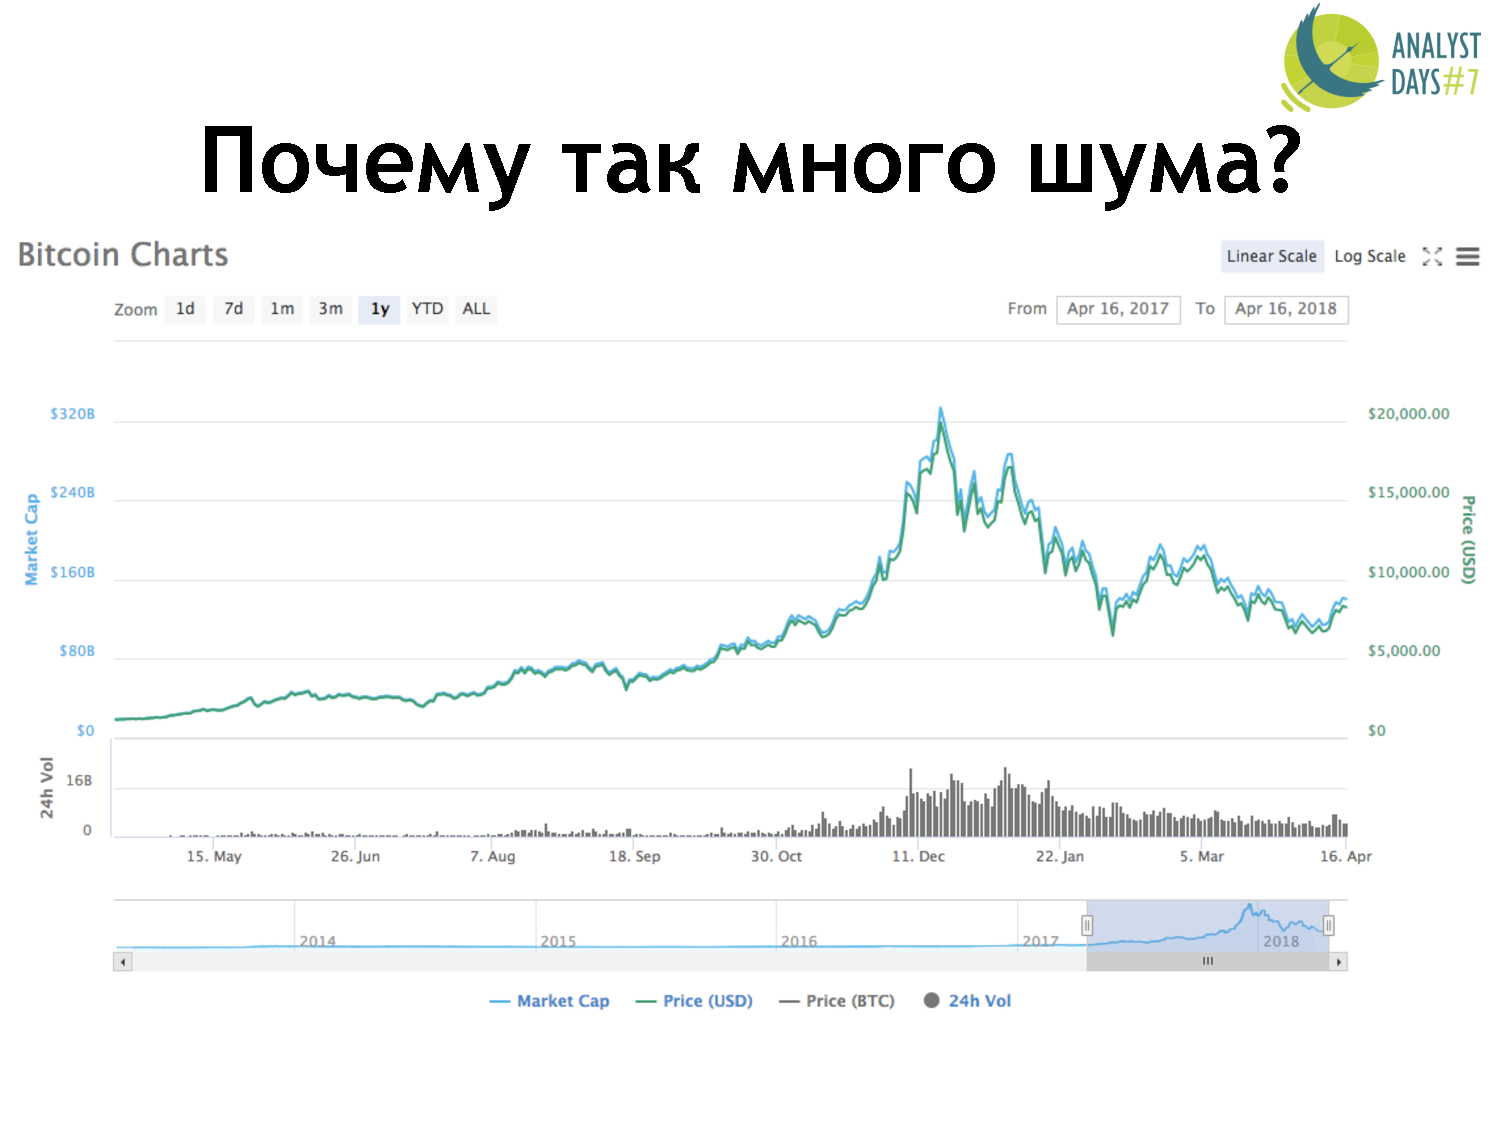 ANALYST
DAYS#7
Почему так много шума?
Bitcoin Charts
Linear Scale Log Scale
Zoom 1d 7d 1m 3m 1y YTD ALL From Apr 16, 2017 To Apr 16, 2018
$320B $20,000.00
$240B $15,000.00
Market Cap
Price (USD)
$160B $10,000.00
$80B $5,000.00
$0 $0
24h Vol
16B
0
15. May 26. Jun 7. Aug 18. Sep 30. Oct 11. Dec 22. Jan 5. Mar 16. Apr
2014 2015 2016 2017 2018
Market Cap Price (USD) Price (BTC) 24h Vol